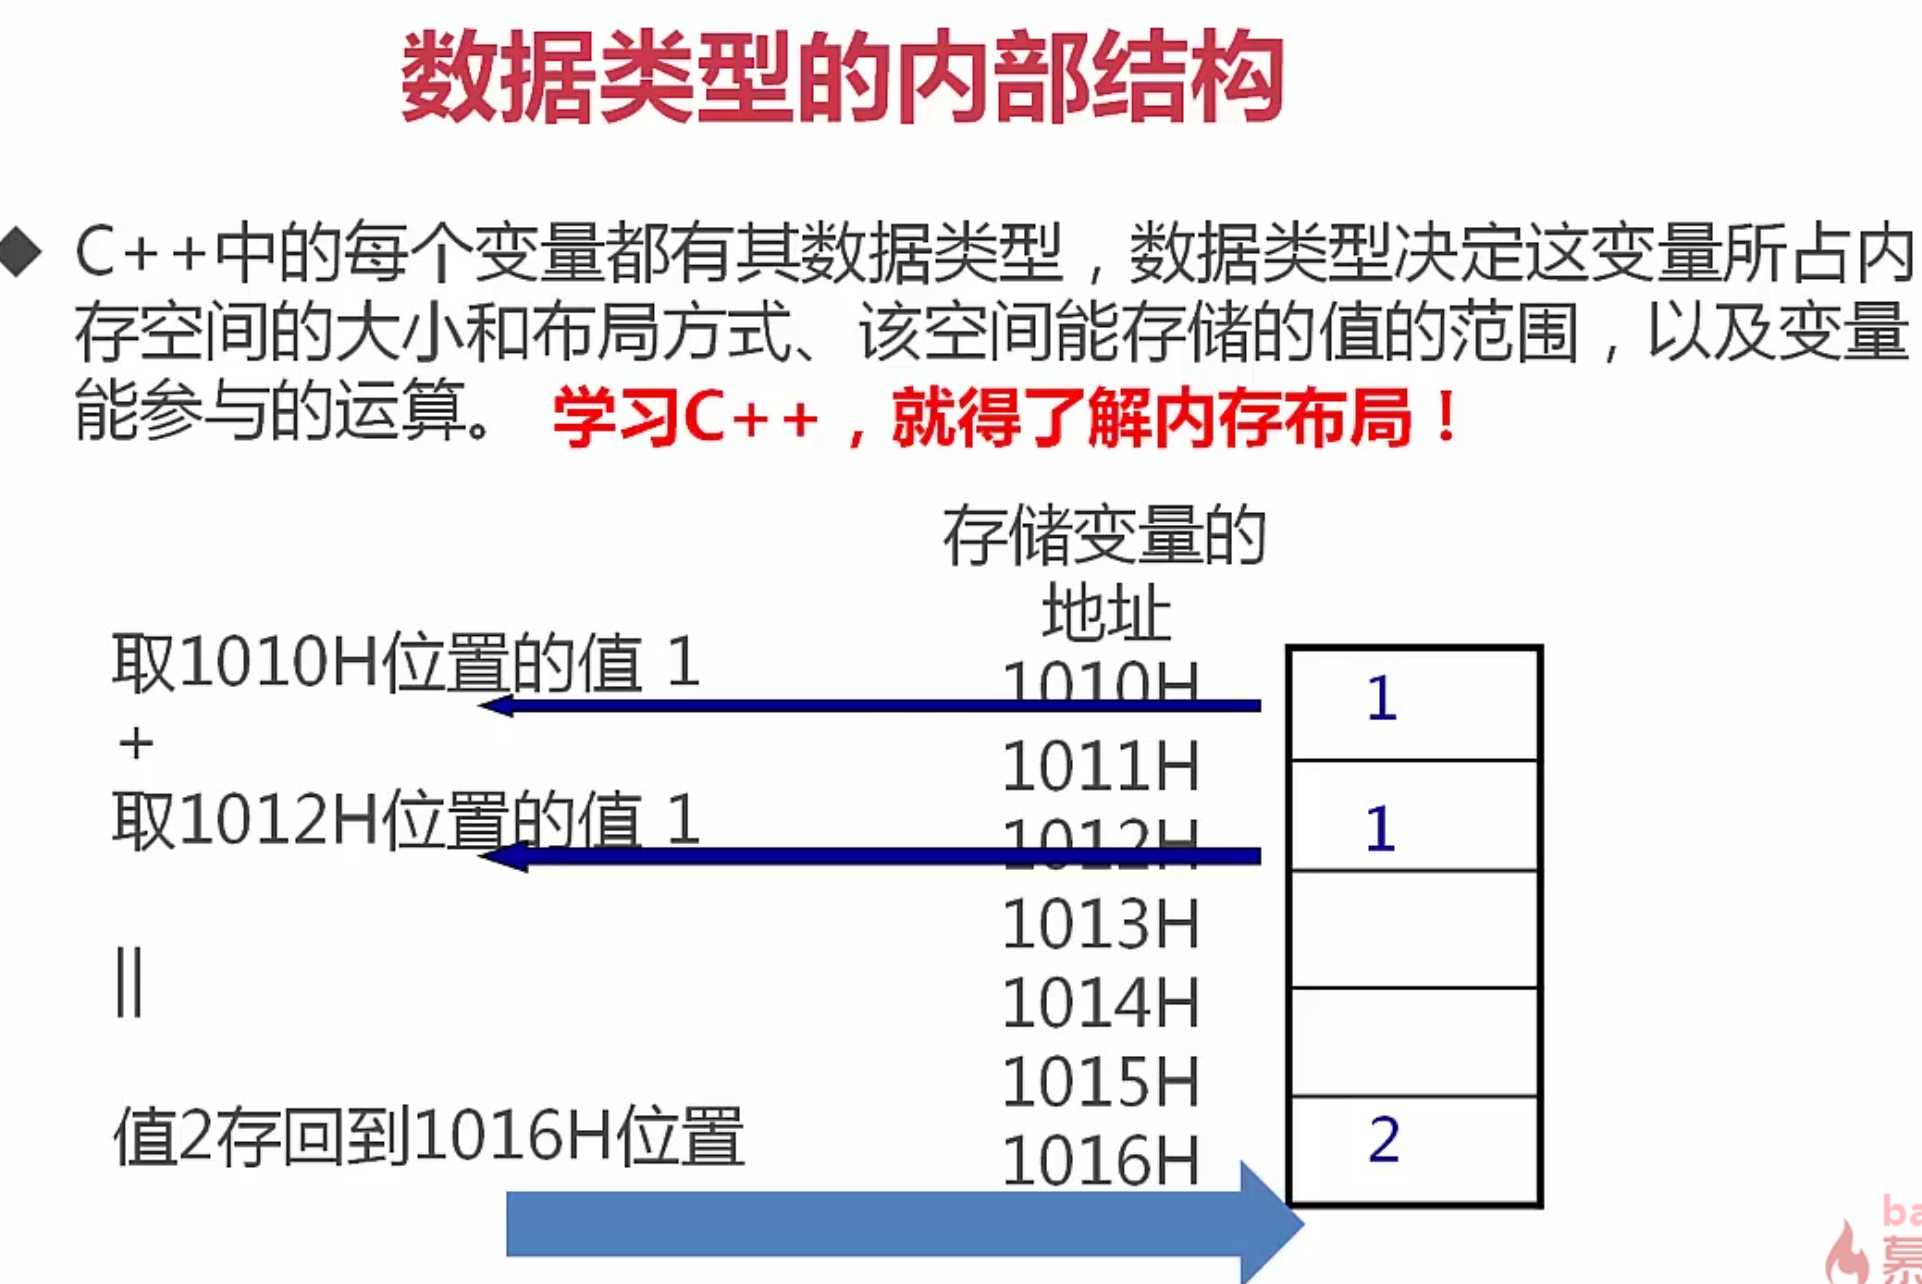 数据类型的内部结构
◆ C++中的每个变量都有其数据类型，数据类型决定这变量所占内
存空间的大小和布局方式、该空间能存储的值的范围，以及变量
能参与的运算。 学习C++，就得了解内存布局！
存储变量的
地址
取1010H位置的值 1
1010H
1
+
1011H
取1012H位置的值 1
1012H
1
1013H
||
1014H
1015H
值2存回到1016H位置
1016H
2
ba
慕